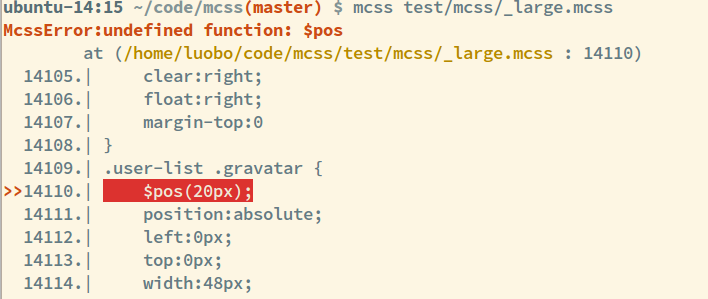 ubuntu-14:15 ~/code/mcss(master) $ mcss test/mcss/_large.mcss
McssError:undefined function: $pos
at (/home/luobo/code/mcss/test/mcss/_large.mcss : 14110)
14105.| clear:right;
14106.| float:right;
14107.| margin-top:0
14108.| }
14109.| .user-list .gravatar {
>>14110.| $pos(20px);
14111.| position:absolute;
14112.| left:0px;
14113.| top:0px;
14114.| width:48px;